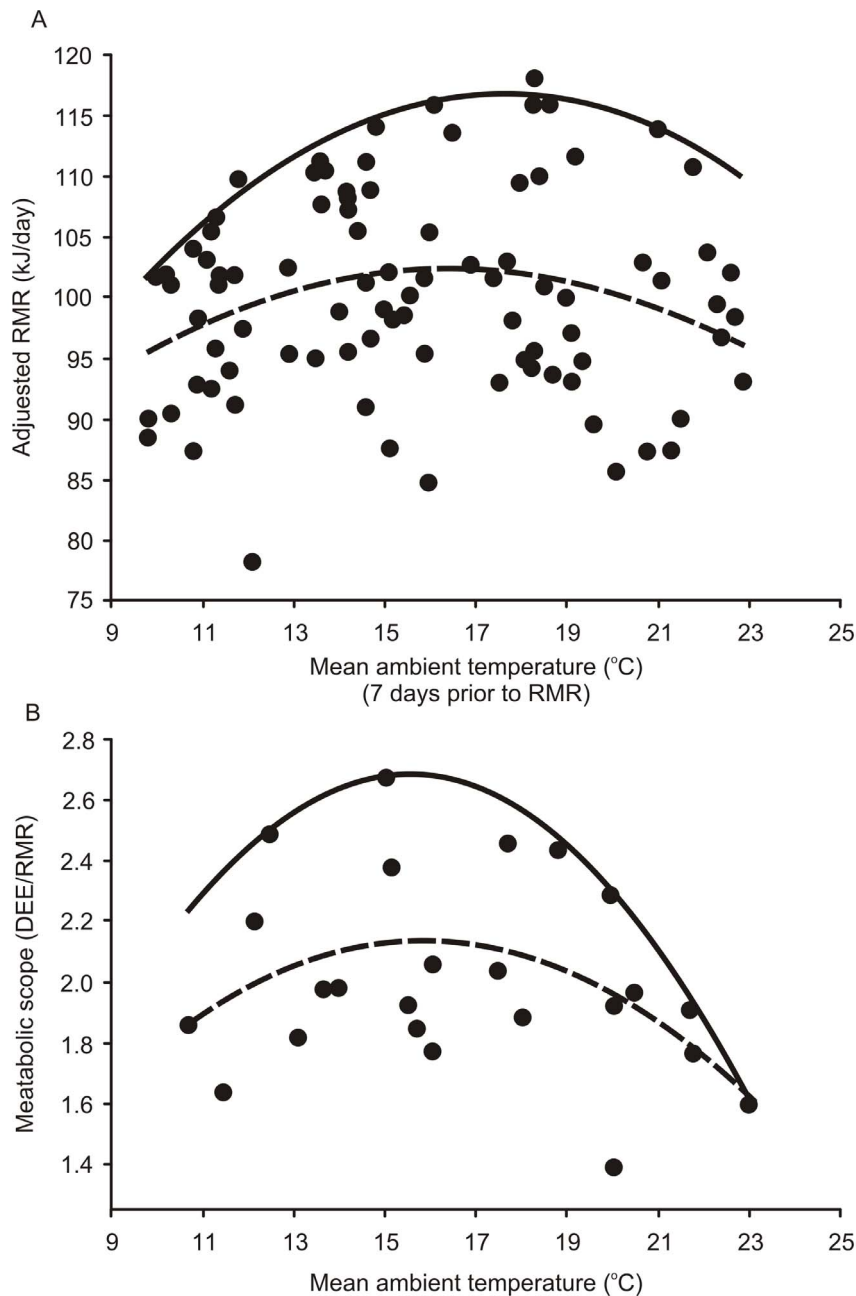 A
120
115
110
105
100
95
90
85
80
75
Adjuested RMR (kJ/day)
9 11 13 15 17 19 21 23 25
Mean ambient temperature (°C)
(7 days prior to RMR)
B
2.8
2.6
2.4
2.2
2.0
1.8
1.6
1.4
Meatabolic scope (DEE/RMR)
9 11 13 15 17 19 21 23 25
Mean ambient temperature (°C)